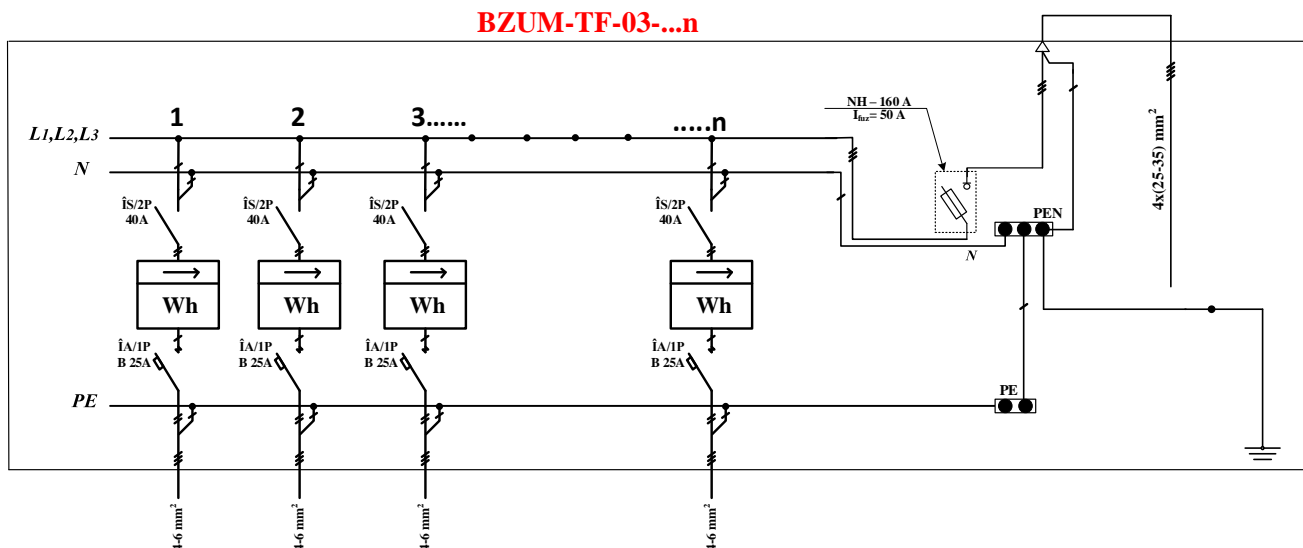 BZUM-TF-03-...n
1 2 3...... .....n
L1,L2,L3
N
NH – 160 A
Ifuz= 50 A
ÎS/2P
40A
ÎS/2P
40A
ÎS/2P
40A
ÎS/2P
40A
Wh
Wh
Wh
Wh
ÎA/1P
B 25A
ÎA/1P
B 25A
ÎA/1P
B 25A
ÎA/1P
B 25A
PE
PEN
N
PE
4x(25-35) mm²
4-6 mm²
4-6 mm²
4-6 mm²
4-6 mm²